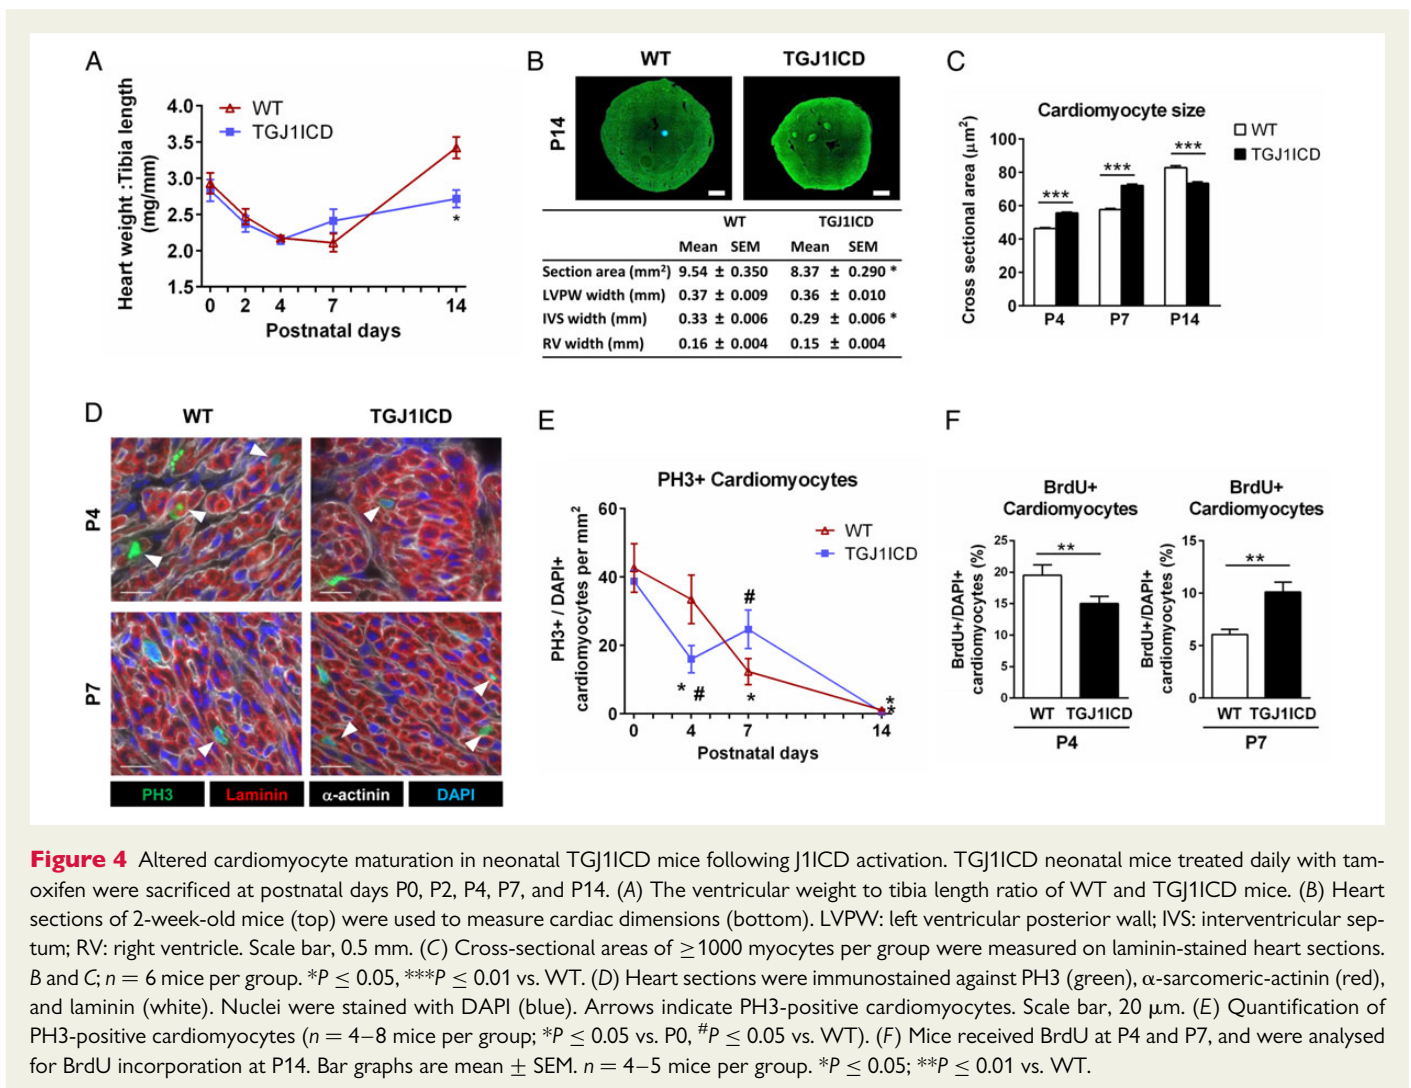 A
Heart weight :Tibia length
(mg/mm)
4.0
3.5
3.0
2.5
2.0
1.5
WT
TGJ1ICD
*
0 2 4 7 14
Postnatal days
B
WT TGJ1ICD
P14
WT TGJ1ICD
Mean SEM Mean SEM
Section area (mm²) 9.54 ± 0.350 8.37 ± 0.290 *
LVPW width (mm) 0.37 ± 0.009 0.36 ± 0.010
IVS width (mm) 0.33 ± 0.006 0.29 ± 0.006 *
RV width (mm) 0.16 ± 0.004 0.15 ± 0.004
C
Cardiomyocyte size
Cross sectional area (μm²)
100
80
60
40
20
0
WT
TGJ1ICD
*** *** ***
P4 P7 P14
D
WT TGJ1ICD
P4
P7
PH3 Laminin α-actinin DAPI
E
PH3+ Cardiomyocytes
PH3+ / DAPI+
cardiomyocytes per mm²
60
40
20
0
WT
TGJ1ICD
#
* #
*
*
*
0 4 7 14
Postnatal days
F
BrdU+
Cardiomyocytes
BrdU+/DAPI+
cardiomyocytes (%)
25
20
15
10
5
0
**
WT TGJ1ICD
P4
BrdU+
Cardiomyocytes
BrdU+/DAPI+
cardiomyocytes (%)
15
10
5
0
**
WT TGJ1ICD
P7
Figure 4 Altered cardiomyocyte maturation in neonatal TGJ1ICD mice following J1ICD activation. TGJ1ICD neonatal mice treated daily with tam-
oxifen were sacrificed at postnatal days P0, P2, P4, P7, and P14. (A) The ventricular weight to tibia length ratio of WT and TGJ1ICD mice. (B) Heart
sections of 2-week-old mice (top) were used to measure cardiac dimensions (bottom). LVPW: left ventricular posterior wall; IVS: interventricular sep-
tum; RV: right ventricle. Scale bar, 0.5 mm. (C) Cross-sectional areas of ≥1000 myocytes per group were measured on laminin-stained heart sections.
B and C; n = 6 mice per group. *P ≤ 0.05, ***P ≤ 0.01 vs. WT. (D) Heart sections were immunostained against PH3 (green), α-sarcomeric-actinin (red),
and laminin (white). Nuclei were stained with DAPI (blue). Arrows indicate PH3-positive cardiomyocytes. Scale bar, 20 μm. (E) Quantification of
PH3-positive cardiomyocytes (n = 4–8 mice per group; *P ≤ 0.05 vs. P0, #P ≤ 0.05 vs. WT). (F) Mice received BrdU at P4 and P7, and were analysed
for BrdU incorporation at P14. Bar graphs are mean ± SEM. n = 4–5 mice per group. *P ≤ 0.05; **P ≤ 0.01 vs. WT.